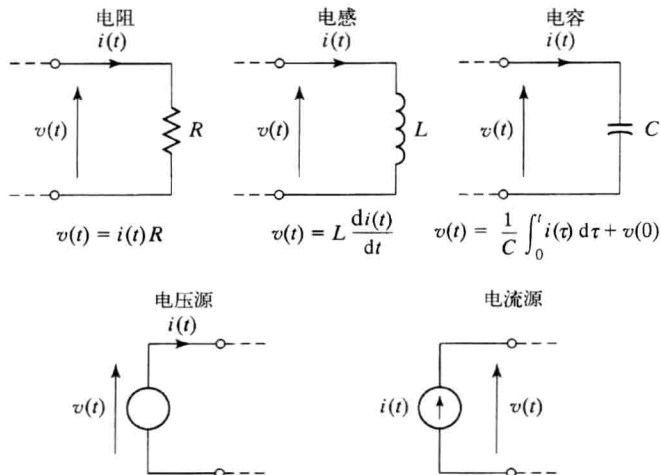 电阻
i(t)
v(t)
R
v(t) = i(t)R
电感
i(t)
v(t)
L
v(t) = L di(t)/dt
电容
i(t)
v(t)
C
v(t) = 1/C ∫₀ᵗ i(τ) dτ + v(0)
电压源
i(t)
v(t)
电流源
i(t)
v(t)